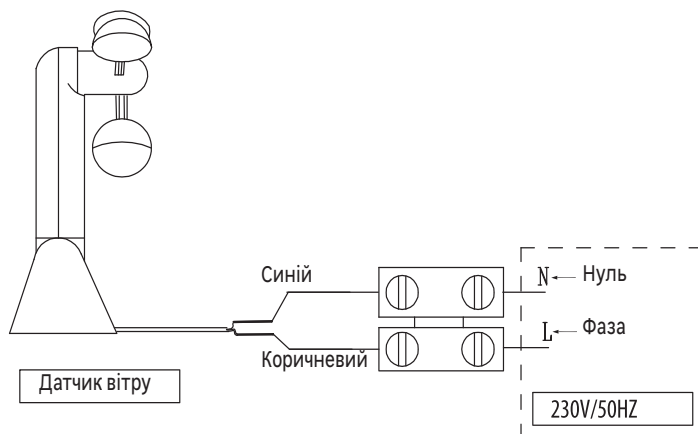 Синій
N
Нуль
Коричневий
L
Фаза
Датчик вітру
230V/50HZ